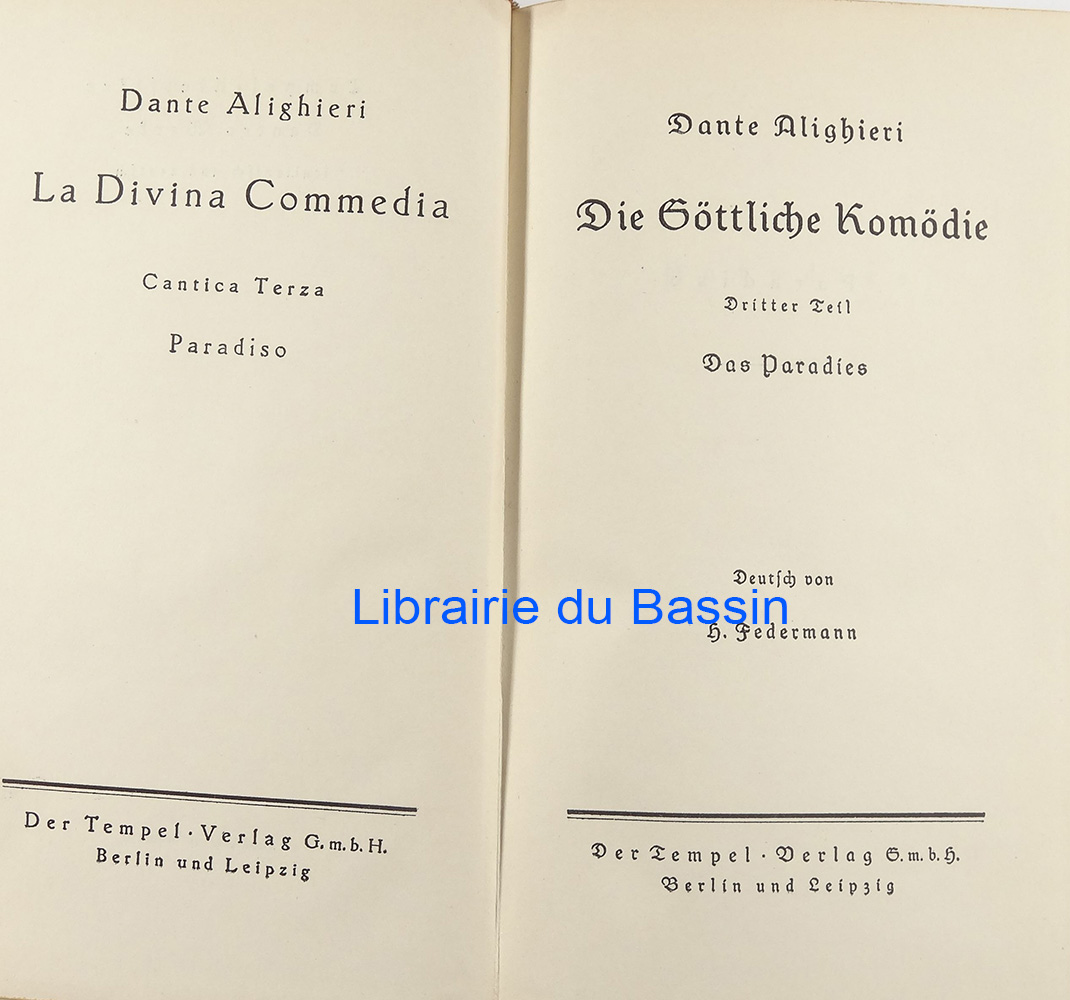 Dante Alighieri
La Divina Commedia
Cantica Terza
Paradiso
Der Tempel · Verlag G.m.b.H.
Berlin und Leipzig
Dante Alighieri
Die Göttliche Komödie
Dritter Teil
Das Paradies
Deutſch von
H. Federmann
Der Tempel · Verlag G.m.b.H.
Berlin und Leipzig
Librairie du Bassin